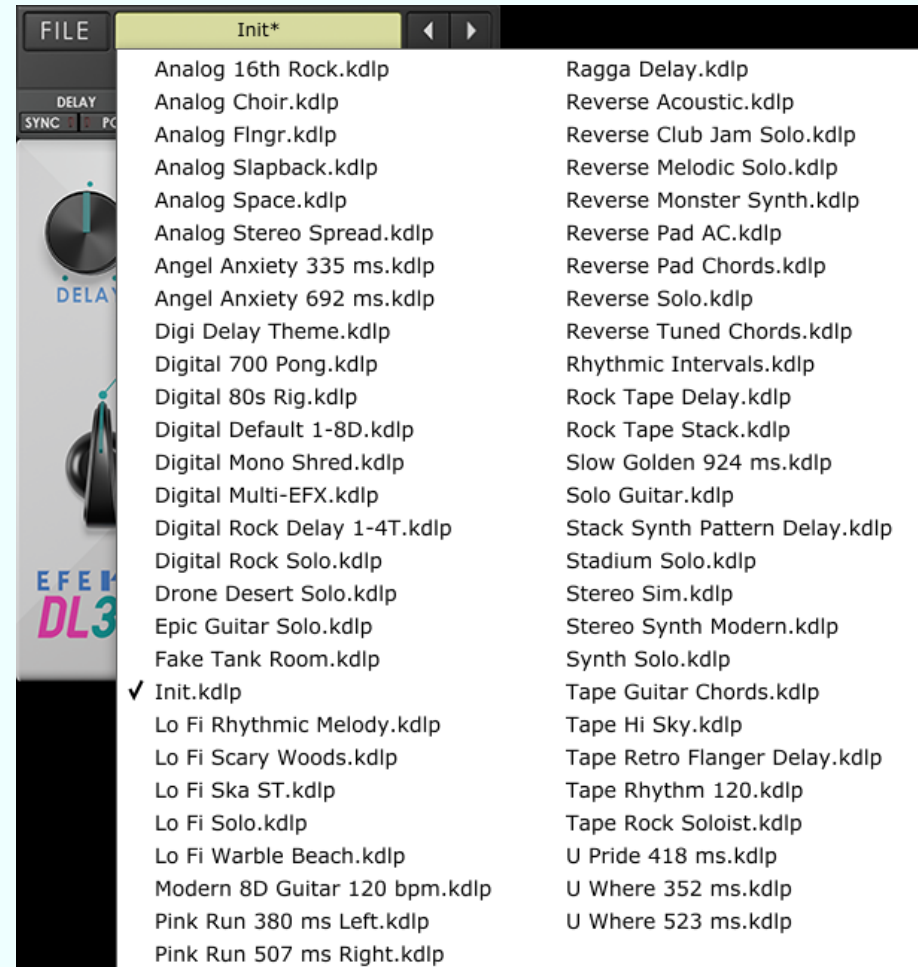 FILE
Init*
DELAY
SYNC
DELAY
EFE
DL3
Analog 16th Rock.kdlp
Analog Choir.kdlp
Analog Flngr.kdlp
Analog Slapback.kdlp
Analog Space.kdlp
Analog Stereo Spread.kdlp
Angel Anxiety 335 ms.kdlp
Angel Anxiety 692 ms.kdlp
Digi Delay Theme.kdlp
Digital 700 Pong.kdlp
Digital 80s Rig.kdlp
Digital Default 1-8D.kdlp
Digital Mono Shred.kdlp
Digital Multi-EFX.kdlp
Digital Rock Delay 1-4T.kdlp
Digital Rock Solo.kdlp
Drone Desert Solo.kdlp
Epic Guitar Solo.kdlp
Fake Tank Room.kdlp
✓ Init.kdlp
Lo Fi Rhythmic Melody.kdlp
Lo Fi Scary Woods.kdlp
Lo Fi Ska ST.kdlp
Lo Fi Solo.kdlp
Lo Fi Warble Beach.kdlp
Modern 8D Guitar 120 bpm.kdlp
Pink Run 380 ms Left.kdlp
Pink Run 507 ms Right.kdlp
Ragga Delay.kdlp
Reverse Acoustic.kdlp
Reverse Club Jam Solo.kdlp
Reverse Melodic Solo.kdlp
Reverse Monster Synth.kdlp
Reverse Pad AC.kdlp
Reverse Pad Chords.kdlp
Reverse Solo.kdlp
Reverse Tuned Chords.kdlp
Rhythmic Intervals.kdlp
Rock Tape Delay.kdlp
Rock Tape Stack.kdlp
Slow Golden 924 ms.kdlp
Solo Guitar.kdlp
Stack Synth Pattern Delay.kdlp
Stadium Solo.kdlp
Stereo Sim.kdlp
Stereo Synth Modern.kdlp
Synth Solo.kdlp
Tape Guitar Chords.kdlp
Tape Hi Sky.kdlp
Tape Retro Flanger Delay.kdlp
Tape Rhythm 120.kdlp
Tape Rock Soloist.kdlp
U Pride 418 ms.kdlp
U Where 352 ms.kdlp
U Where 523 ms.kdlp